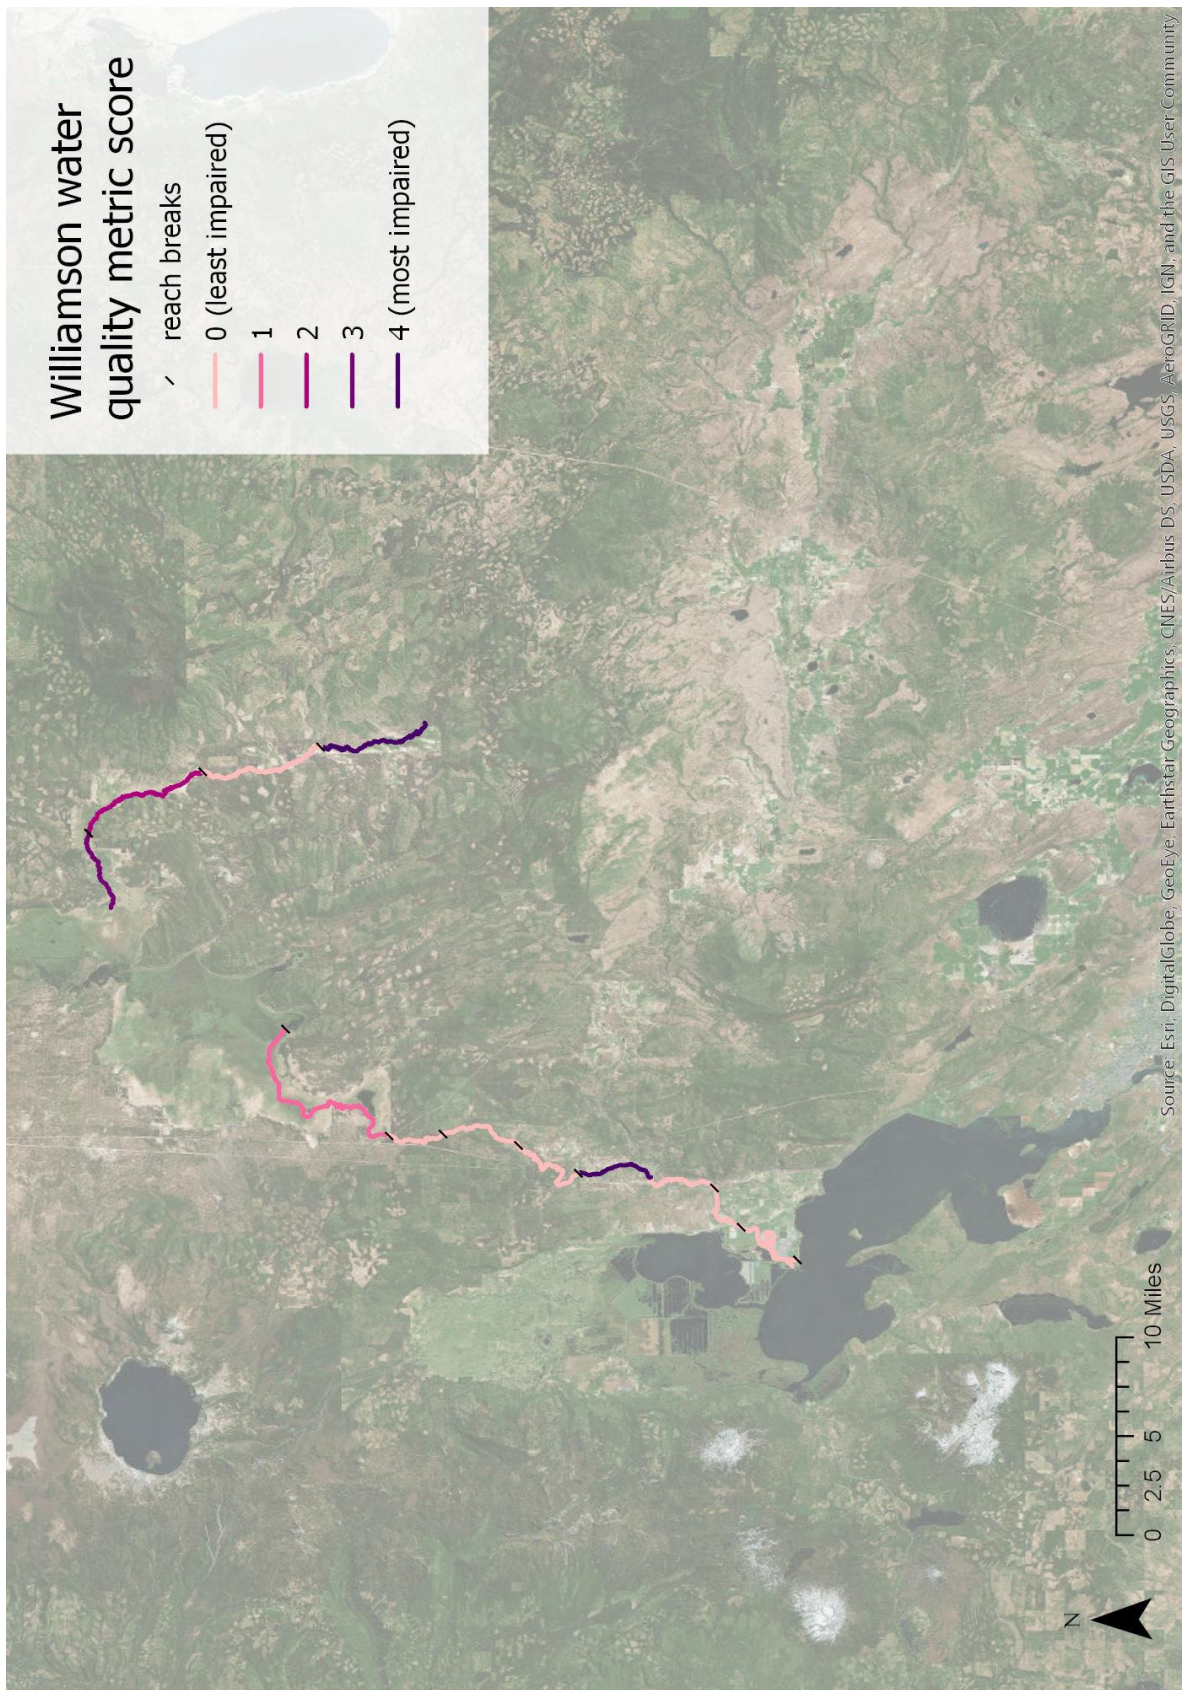 Williamson water
quality metric score
reach breaks
0 (least impaired)
1
2
3
4 (most impaired)
N
0 2.5 5 10 Miles
Source: Esri, DigitalGlobe, GeoEye, Earthstar Geographics, CNES/Airbus DS, USDA, USGS, AeroGRID, IGN, and the GIS User Community